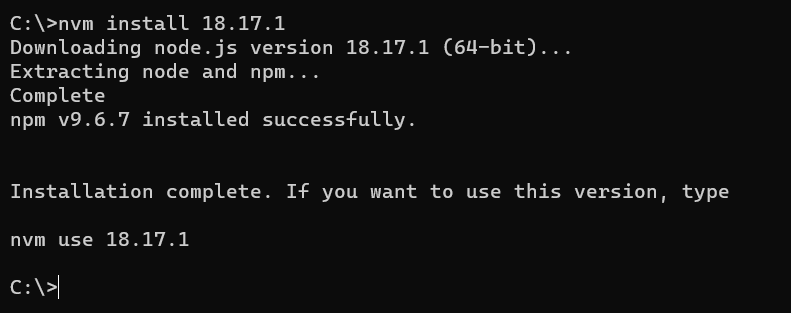 C:\>nvm install 18.17.1
Downloading node.js version 18.17.1 (64-bit)...
Extracting node and npm...
Complete
npm v9.6.7 installed successfully.
Installation complete. If you want to use this version, type
nvm use 18.17.1
C:\>